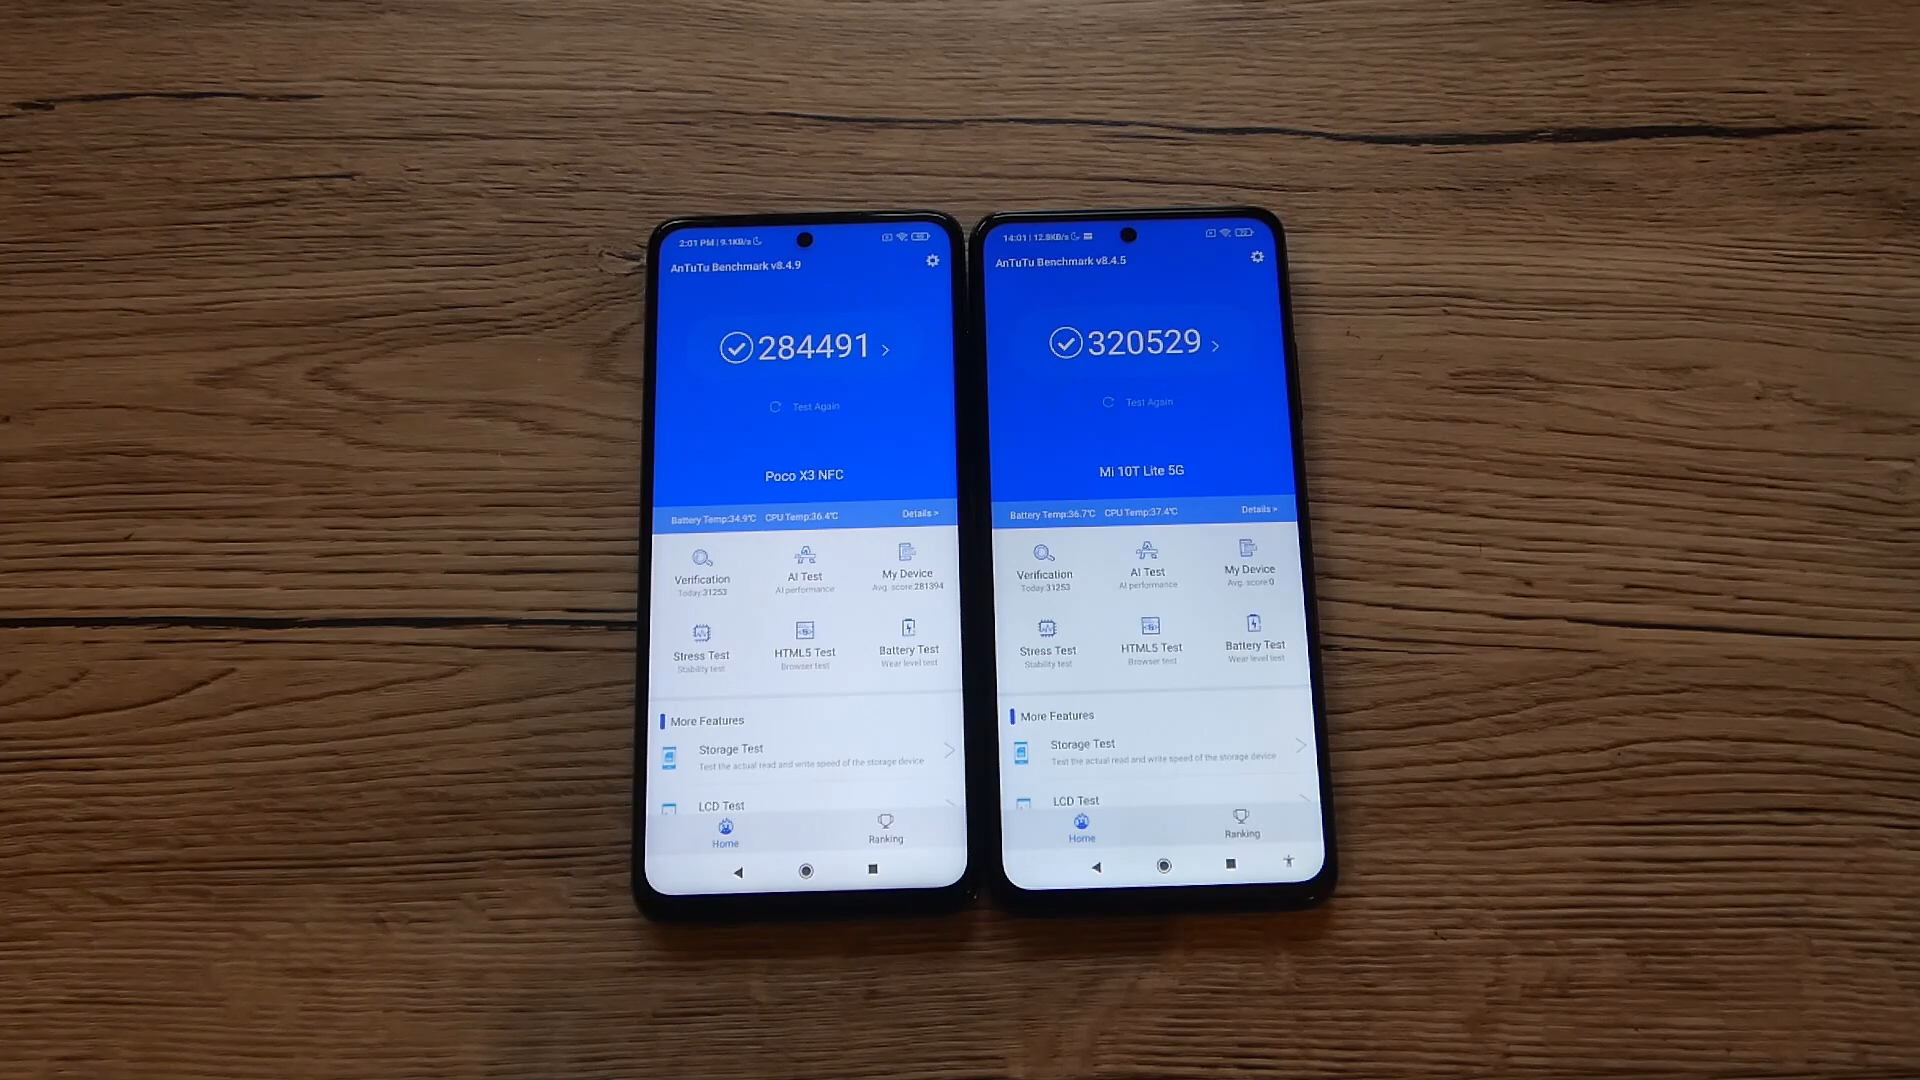 2:01 PM | 9.1KB/s
AnTuTu Benchmark v8.4.9
284491
Test Again
Poco X3 NFC
Battery Temp:34.9℃ CPU Temp:36.4℃ Details >
Verification AI Test My Device
Today:31253 AI performance Avg. score:281394
Stress Test HTML5 Test Battery Test
Stability test Browser test Wear level test
More Features
Storage Test
Test the actual read and write speed of the storage device
LCD Test
Home Ranking
14:01 | 12.8KB/s
AnTuTu Benchmark v8.4.5
320529
Test Again
Mi 10T Lite 5G
Battery Temp:36.7℃ CPU Temp:37.4℃ Details >
Verification AI Test My Device
Today:31253 AI performance Avg. score:0
Stress Test HTML5 Test Battery Test
Stability test Browser test Wear level test
More Features
Storage Test
Test the actual read and write speed of the storage device
LCD Test
Home Ranking